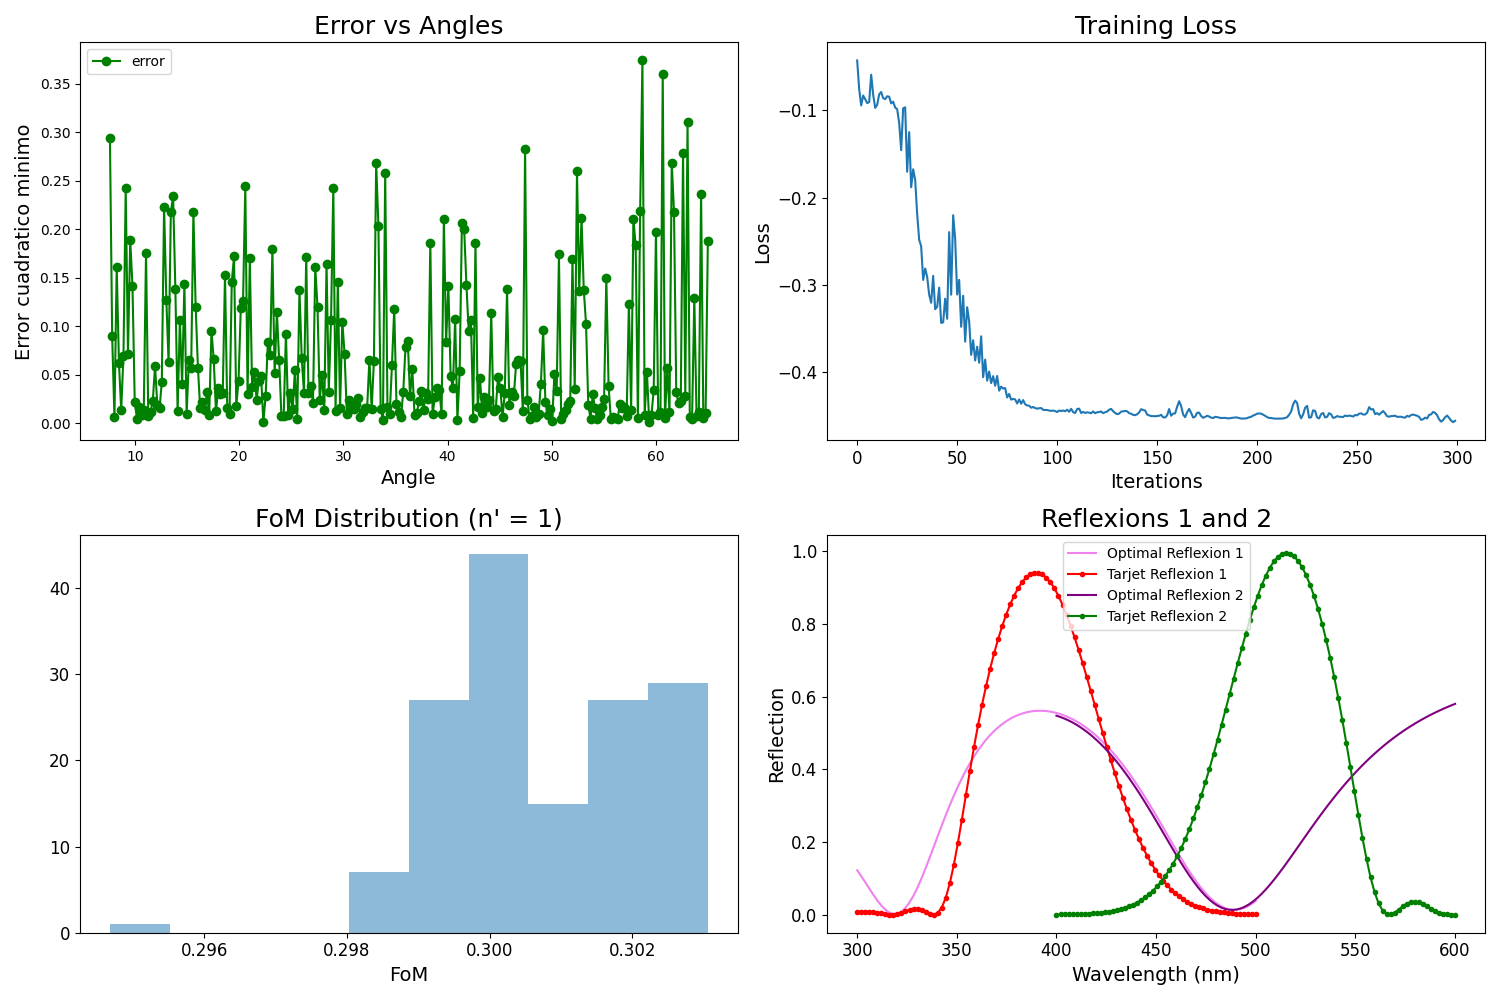 Error vs Angles
error
Error cuadratico minimo
0.35
0.30
0.25
0.20
0.15
0.10
0.05
0.00
10 20 30 40 50 60
Angle
Training Loss
Loss
−0.1
−0.2
−0.3
−0.4
0 50 100 150 200 250 300
Iterations
FoM Distribution (n' = 1)
40
30
20
10
0
0.296 0.298 0.300 0.302
FoM
Reflexions 1 and 2
Optimal Reflexion 1
Tarjet Reflexion 1
Optimal Reflexion 2
Tarjet Reflexion 2
Reflection
1.0
0.8
0.6
0.4
0.2
0.0
300 350 400 450 500 550 600
Wavelength (nm)